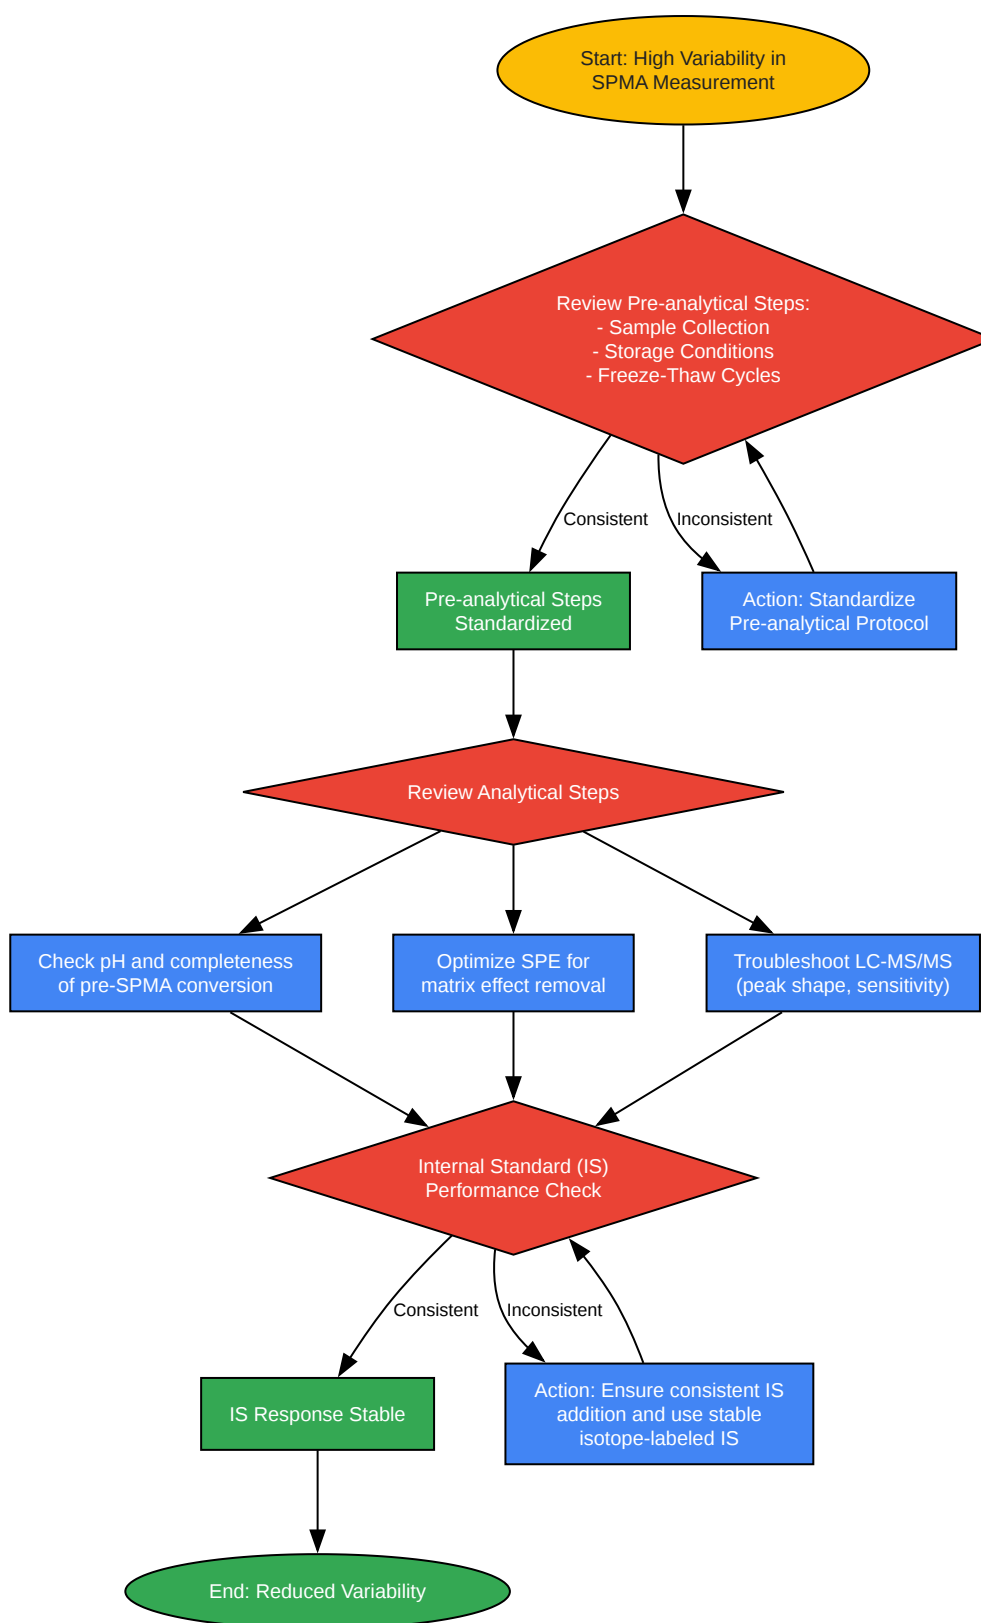 Start: High Variability in
SPMA Measurement
Review Pre-analytical Steps:
- Sample Collection
- Storage Conditions
- Freeze-Thaw Cycles
Consistent
Inconsistent
Pre-analytical Steps
Standardized
Action: Standardize
Pre-analytical Protocol
Review Analytical Steps
Check pH and completeness
of pre-SPMA conversion
Optimize SPE for
matrix effect removal
Troubleshoot LC-MS/MS
(peak shape, sensitivity)
Internal Standard (IS)
Performance Check
Consistent
Inconsistent
IS Response Stable
Action: Ensure consistent IS
addition and use stable
isotope-labeled IS
End: Reduced Variability